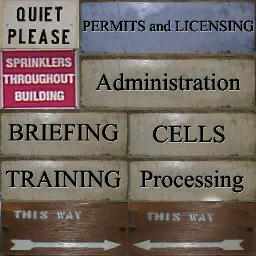 QUIET
PLEASE
PERMITS and LICENSING
SPRINKLERS
THROUGHOUT
BUILDING
Administration
BRIEFING
CELLS
TRAINING
Processing
THIS WAY
THIS WAY